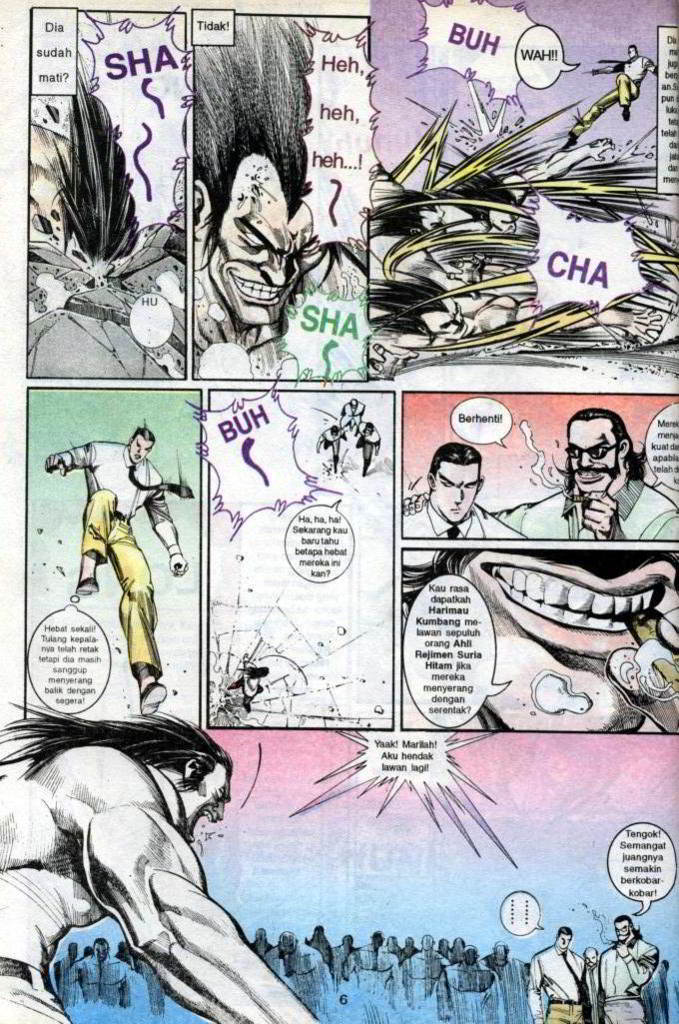 Dia
sudah
mati?
SHA
HU
Tidak!
Heh,
heh,
heh...!
SHA
BUH
WAH!!
CHA
Hebat sekali!
Tulang kepala-
nya telah retak
tetapi dia masih
sanggup
menyerang
balik dengan
segera!
BUH
Ha, ha, ha!
Sekarang kau
baru tahu
betapa hebat
mereka ini
kan?
Berhenti!
kuat
apabila
telah
Kau rasa
dapatkah
Harimau
Kumbang me-
lawan sepuluh
orang Ahli
Rejimen Suria
Hitam jika
mereka
menyerang
dengan
serentak?
Yaak! Marilah!
Aku hendak
lawan lagi!
Tengok!
Semangat
juangnya
semakin
berkobar-
kobar!
6